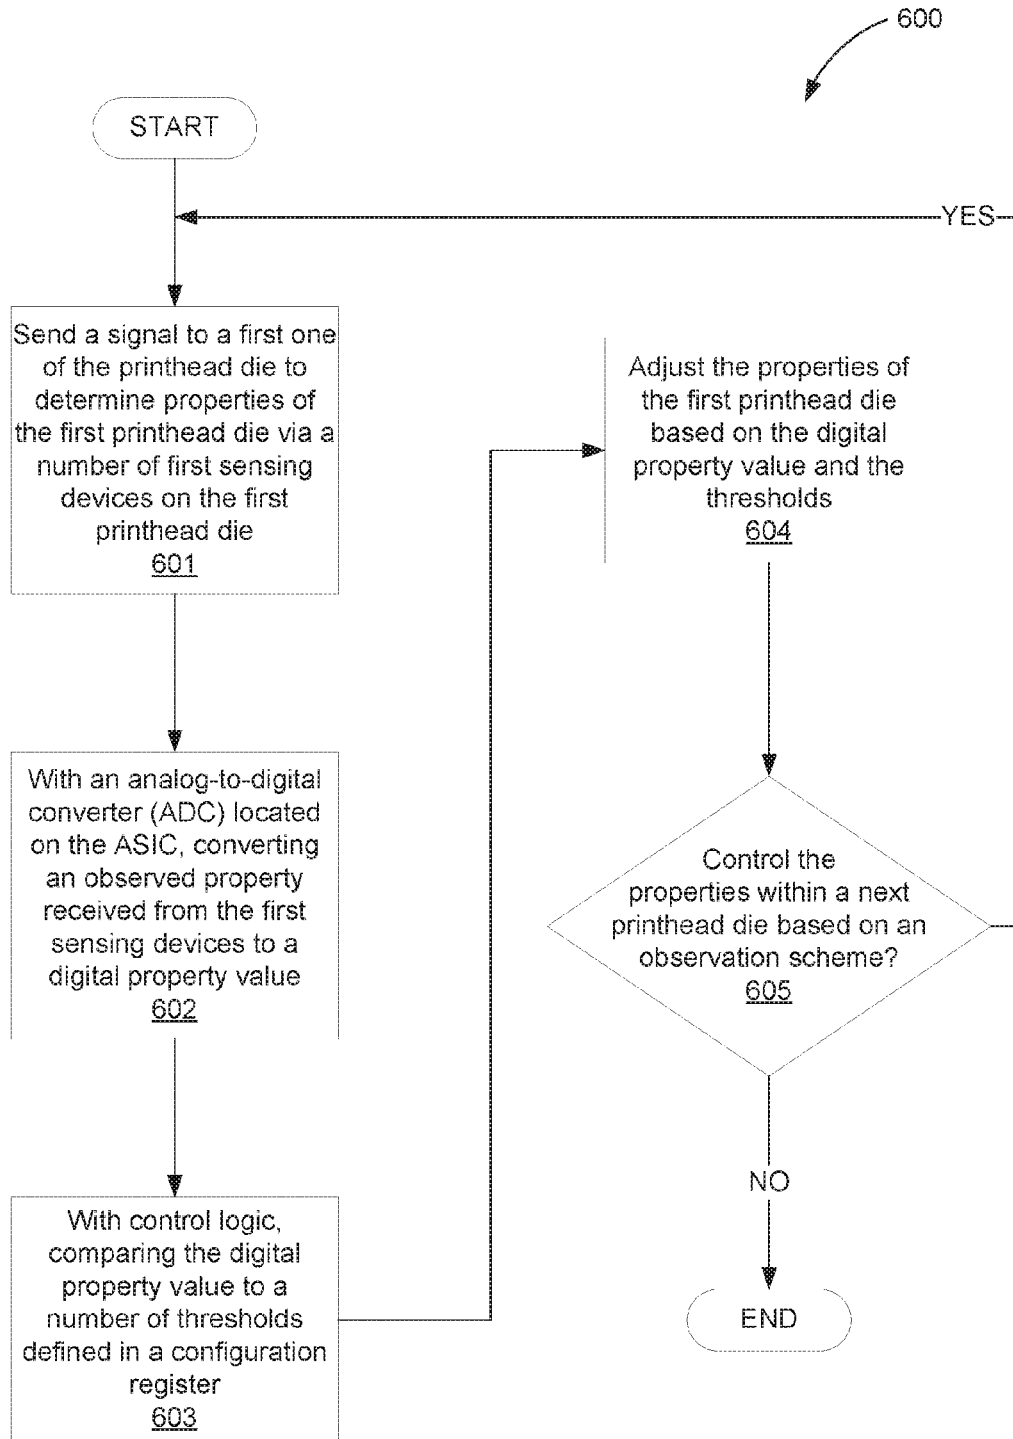 600
START
YES
Send a signal to a first one
of the printhead die to
determine properties of
the first printhead die via a
number of first sensing
devices on the first
printhead die
601
With an analog-to-digital
converter (ADC) located
on the ASIC, converting
an observed property
received from the first
sensing devices to a
digital property value
602
With control logic,
comparing the digital
property value to a
number of thresholds
defined in a configuration
register
603
Adjust the properties of
the first printhead die
based on the digital
property value and the
thresholds
604
Control the
properties within a next
printhead die based on an
observation scheme?
605
NO
END